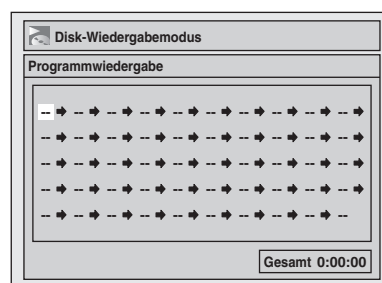 Disk-Wiedergabemodus
Programmwiedergabe
-- ➡ -- ➡ -- ➡ -- ➡ -- ➡ -- ➡ -- ➡ -- ➡ -- ➡ -- ➡
-- ➡ -- ➡ -- ➡ -- ➡ -- ➡ -- ➡ -- ➡ -- ➡ -- ➡ -- ➡
-- ➡ -- ➡ -- ➡ -- ➡ -- ➡ -- ➡ -- ➡ -- ➡ -- ➡ -- ➡
-- ➡ -- ➡ -- ➡ -- ➡ -- ➡ -- ➡ -- ➡ -- ➡ -- ➡ -- ➡
-- ➡ -- ➡ -- ➡ -- ➡ -- ➡ -- ➡ -- ➡ -- ➡ -- ➡ --
Gesamt 0:00:00